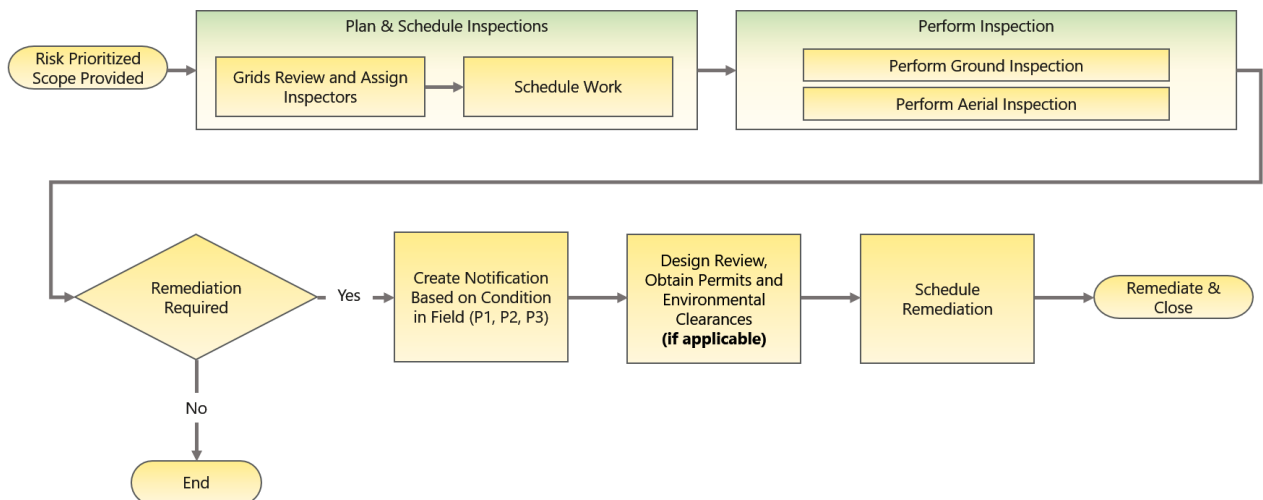 Plan & Schedule Inspections
Perform Inspection
Risk Prioritized
Scope Provided
Grids Review and Assign
Inspectors
Schedule Work
Perform Ground Inspection
Perform Aerial Inspection
Remediation
Required
Yes
Create Notification
Based on Condition
in Field (P1, P2, P3)
Design Review,
Obtain Permits and
Environmental
Clearances
(if applicable)
Schedule
Remediation
Remediate &
Close
No
End